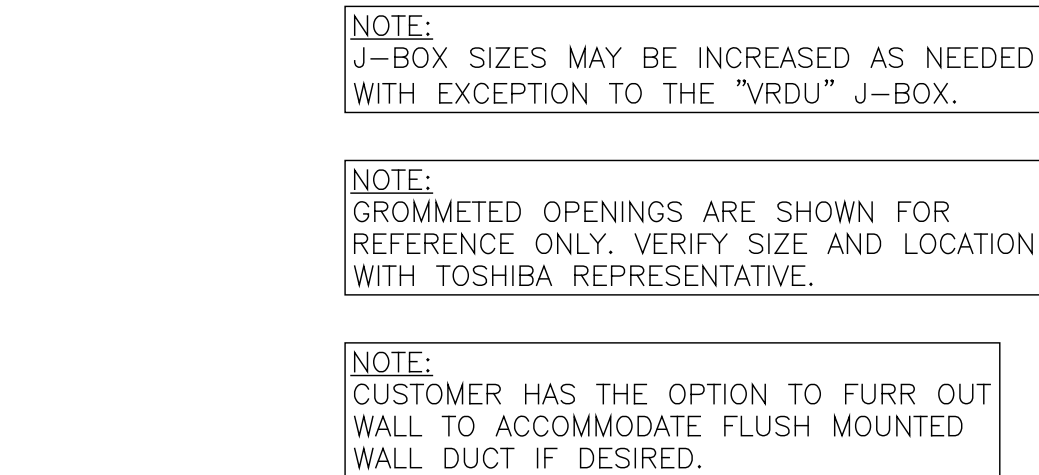 NOTE:
J-BOX SIZES MAY BE INCREASED AS NEEDED
WITH EXCEPTION TO THE "VRDU" J-BOX.
NOTE:
GROMMETED OPENINGS ARE SHOWN FOR
REFERENCE ONLY. VERIFY SIZE AND LOCATION
WITH TOSHIBA REPRESENTATIVE.
NOTE:
CUSTOMER HAS THE OPTION TO FURR OUT
WALL TO ACCOMMODATE FLUSH MOUNTED
WALL DUCT IF DESIRED.